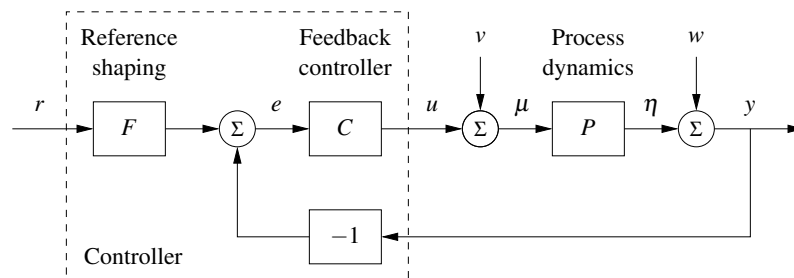 Reference
shaping
Feedback
controller
v
Process
dynamics
w
r
F
Σ
e
C
u
Σ
μ
P
η
Σ
y
−1
Controller